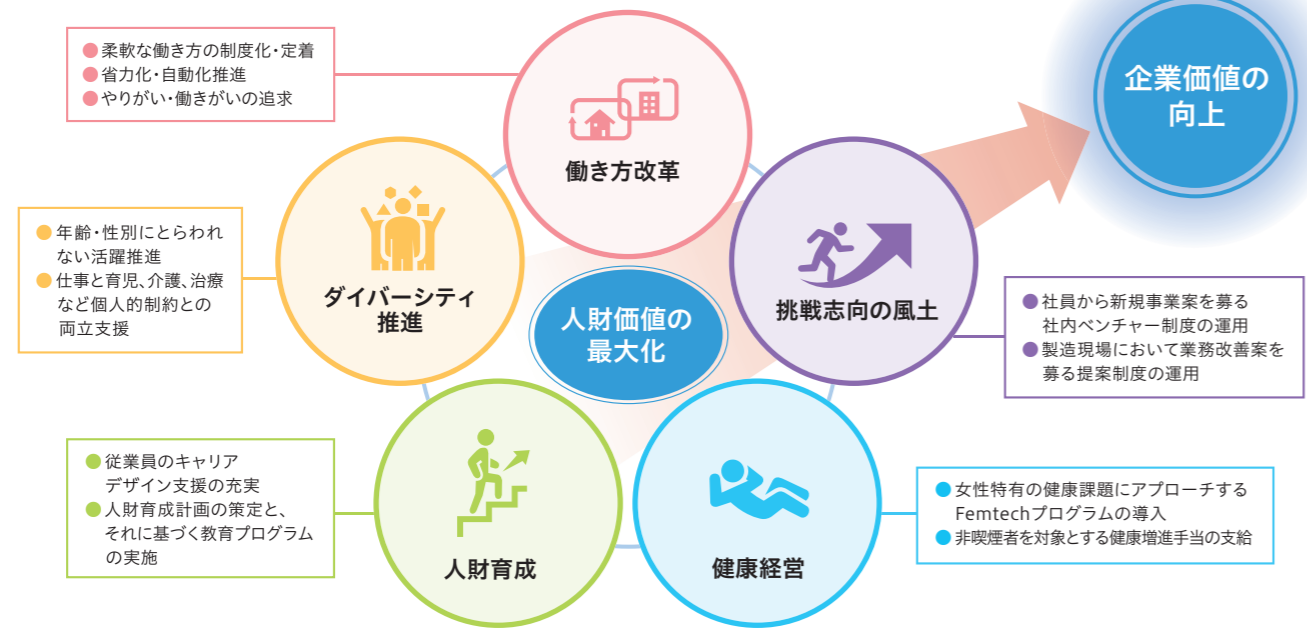 ●柔軟な働き方の制度化・定着
●省力化・自動化推進
●やりがい・働きがいの追求
働き方改革
企業価値の
向上
●年齢・性別にとらわれ
ない活躍推進
●仕事と育児、介護、治療
など個人的制約との
両立支援
ダイバーシティ
推進
人財価値の
最大化
挑戦志向の風土
●社員から新規事業案を募る
社内ベンチャー制度の運用
●製造現場において業務改善案を
募る提案制度の運用
●従業員のキャリア
デザイン支援の充実
●人財育成計画の策定と、
それに基づく教育プログラム
の実施
人財育成
健康経営
●女性特有の健康課題にアプローチする
Femtechプログラムの導入
●非喫煙者を対象とする健康増進手当の支給